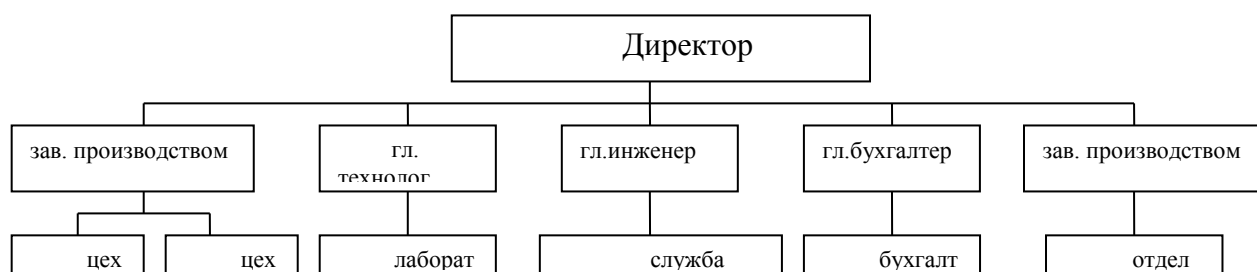 Директор
зав. производством
гл.
технолог
гл.инженер
гл.бухгалтер
зав. производством
цех
цех
лаборат
служба
бухгалт
отдел